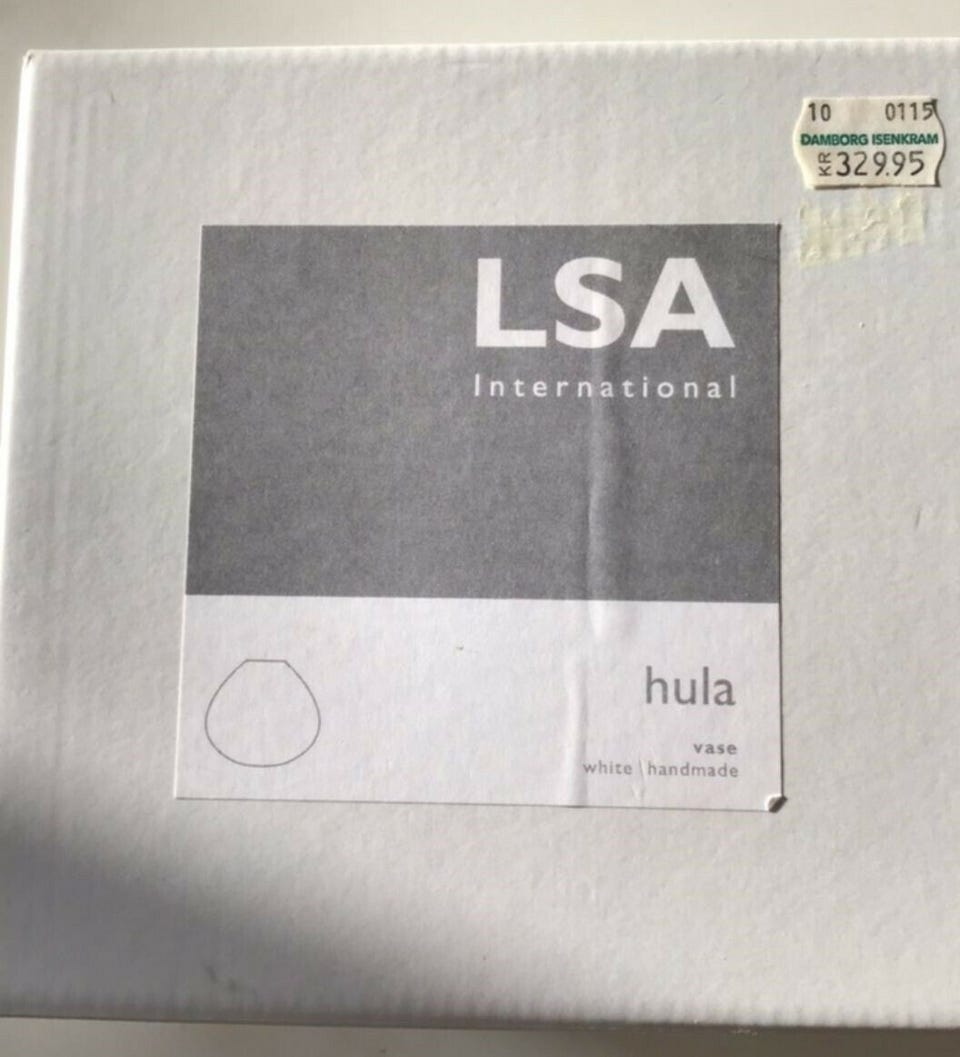 10 0115
DAMBORG ISENKRAM
KR 329.95
LSA
International
hula
vase
white \ handmade